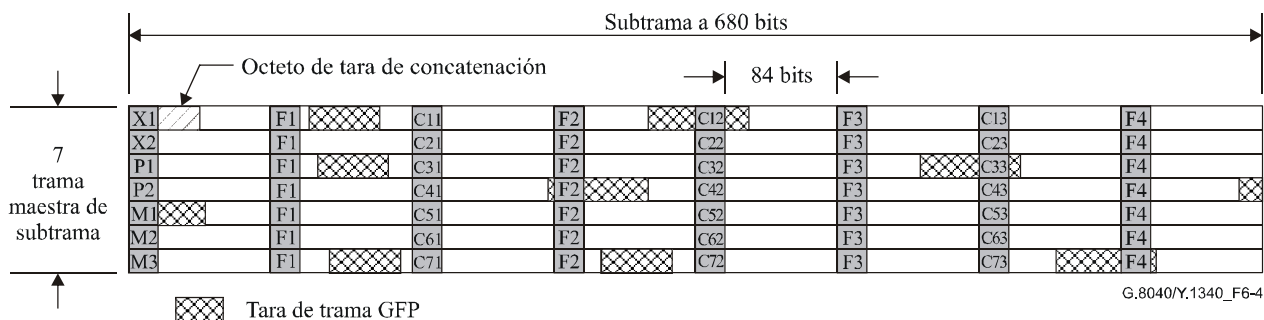 Subtrama a 680 bits
Octeto de tara de concatenación
84 bits
7
trama
maestra de
subtrama
X1 F1 C11 F2 C12 F3 C13 F4
X2 F1 C21 F2 C22 F3 C23 F4
P1 F1 C31 F2 C32 F3 C33 F4
P2 F1 C41 F2 C42 F3 C43 F4
M1 F1 C51 F2 C52 F3 C53 F4
M2 F1 C61 F2 C62 F3 C63 F4
M3 F1 C71 F2 C72 F3 C73 F4
G.8040/Y.1340_F6-4
Tara de trama GFP